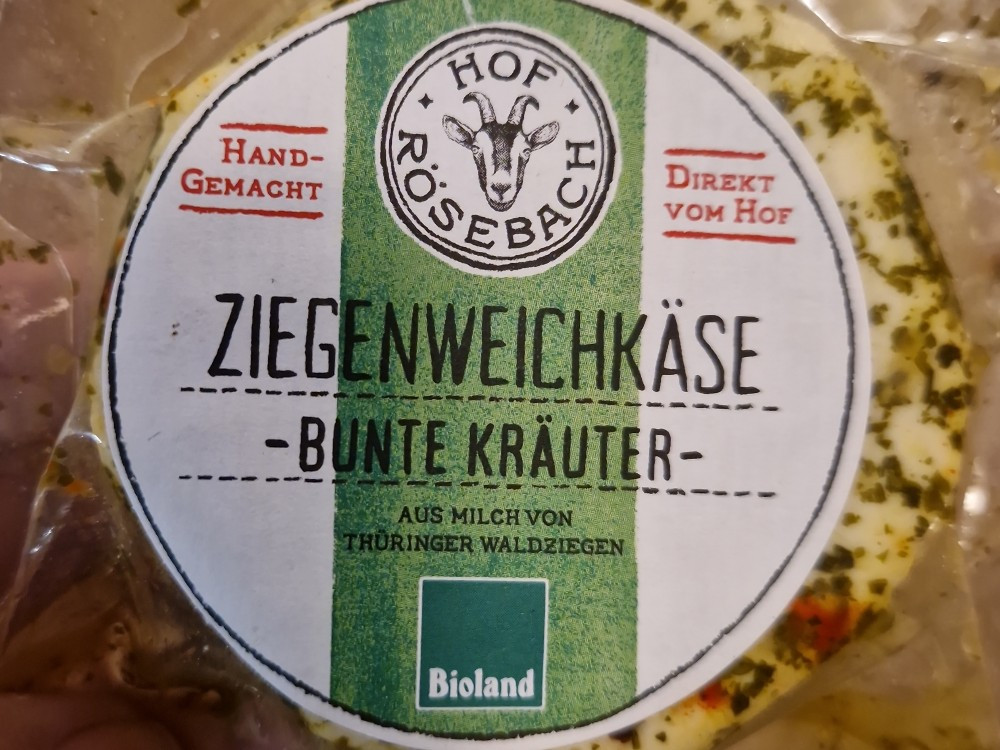 HOF
RÖSEBACH
HAND-
GEMACHT
DIREKT
VOM HOF
ZIEGENWEICHKÄSE
-BUNTE KRÄUTER-
AUS MILCH VON
THÜRINGER WALDZIEGEN
Bioland